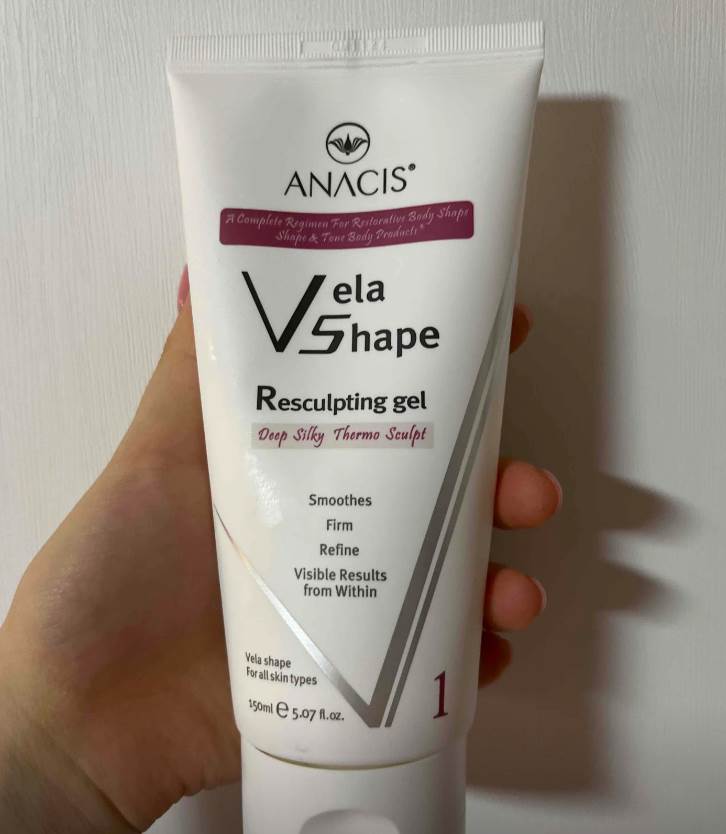 ANACIS®
A Complete Regimen For Restorative Body Shape
Shape & Tone Body Products®
Vela
Shape
Resculpting gel
Deep Silky Thermo Sculpt
Smoothes
Firm
Refine
Visible Results
from Within
Vela shape
For all skin types
150ml e 5.07 fl.oz.
1